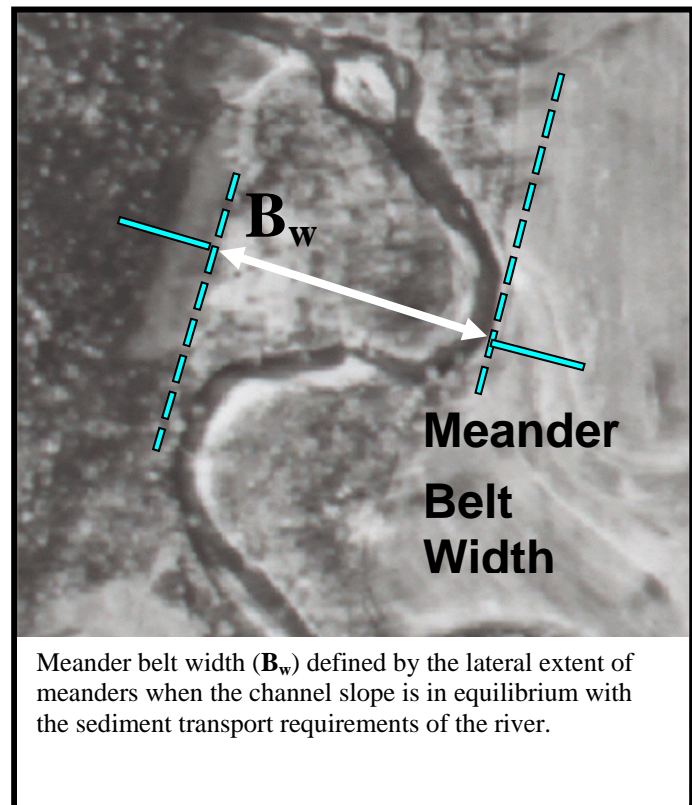 Bw
Meander
Belt
Width
Meander belt width (Bw) defined by the lateral extent of
meanders when the channel slope is in equilibrium with
the sediment transport requirements of the river.